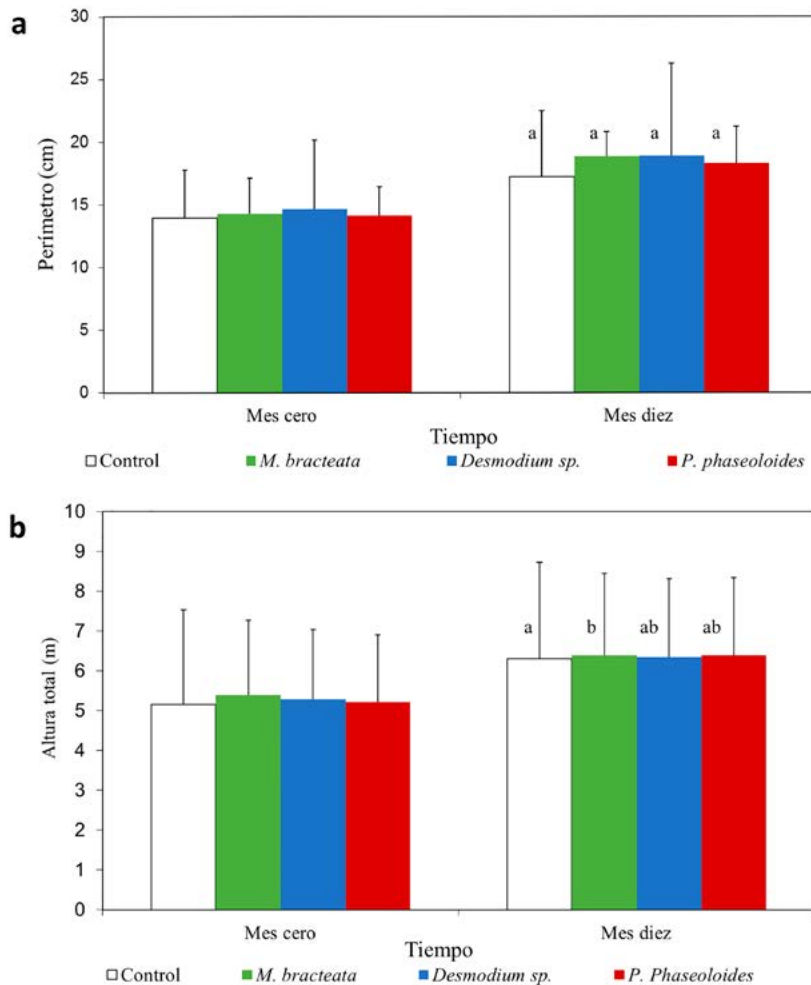 a
30
25
20
15
10
5
0
Perímetro (cm)
a a a a
Mes cero Mes diez
Tiempo
Control M. bracteata Desmodium sp. P. phaseoloides
b
10
9
8
7
6
5
4
3
2
1
0
Altura total (m)
a b ab ab
Mes cero Mes diez
Tiempo
Control M. bracteata Desmodium sp. P. Phaseoloides